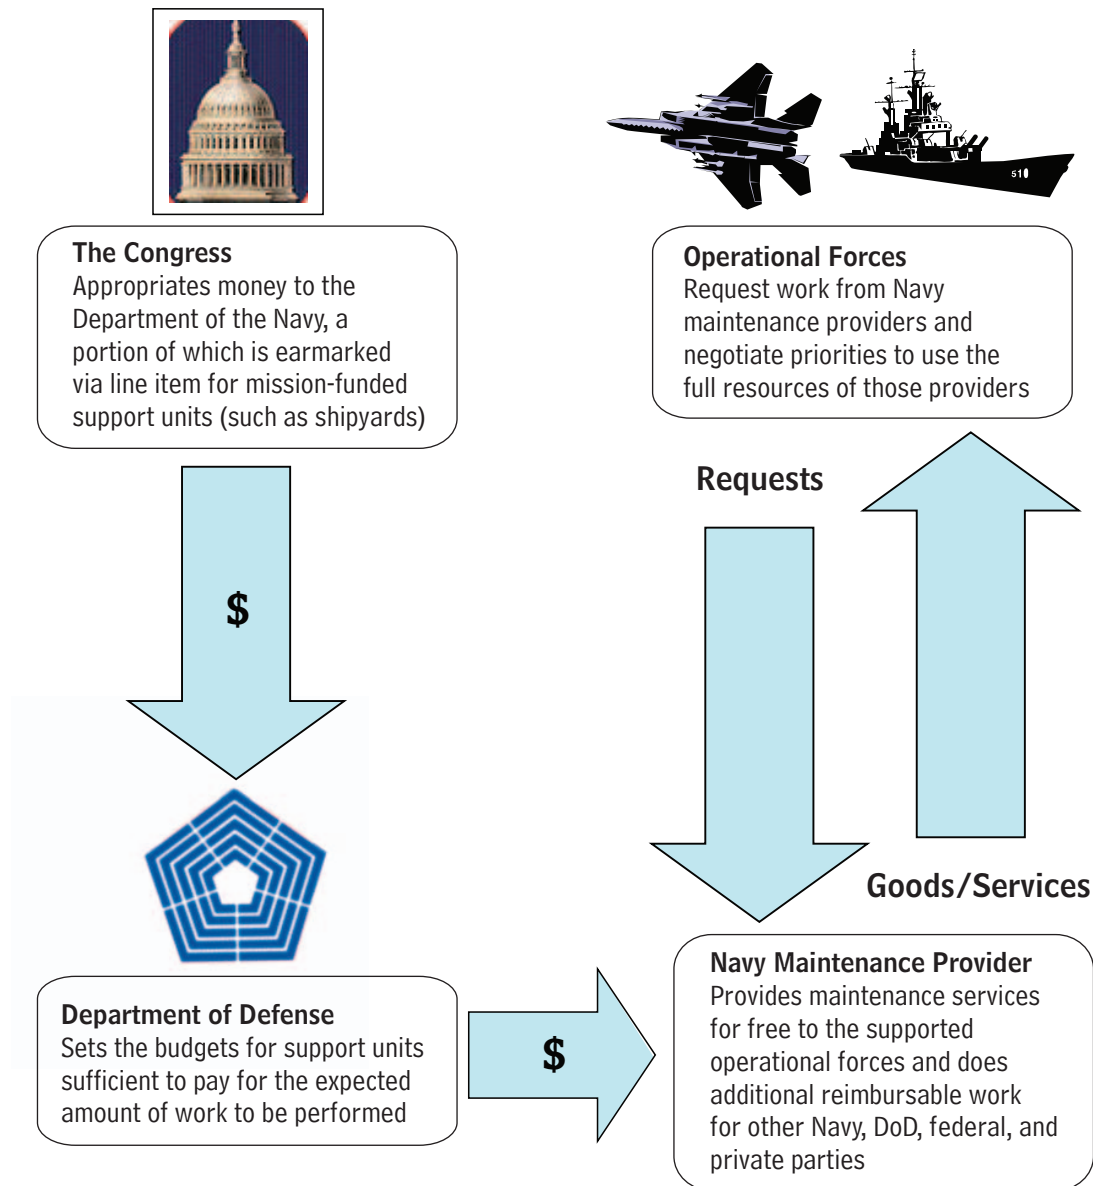 The Congress
Appropriates money to the
Department of the Navy, a
portion of which is earmarked
via line item for mission-funded
support units (such as shipyards)
510
Operational Forces
Request work from Navy
maintenance providers and
negotiate priorities to use the
full resources of those providers
$
Requests
Goods/Services
Department of Defense
Sets the budgets for support units
sufficient to pay for the expected
amount of work to be performed
$
Navy Maintenance Provider
Provides maintenance services
for free to the supported
operational forces and does
additional reimbursable work
for other Navy, DoD, federal, and
private parties